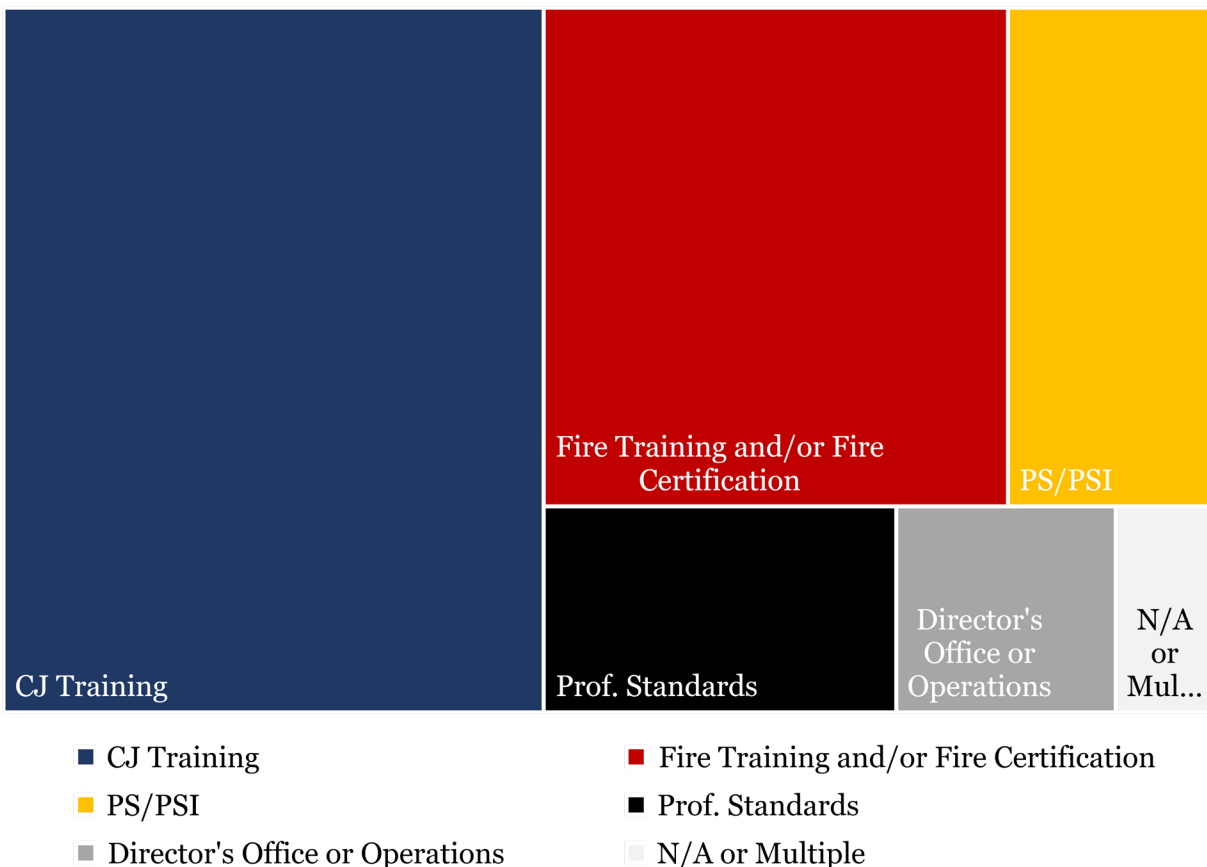 Fire Training and/or Fire
Certification
PS/PSI
CJ Training
Prof. Standards
Director's
Office or
Operations
N/A
or
Mul...
CJ Training
Fire Training and/or Fire Certification
PS/PSI
Prof. Standards
Director's Office or Operations
N/A or Multiple